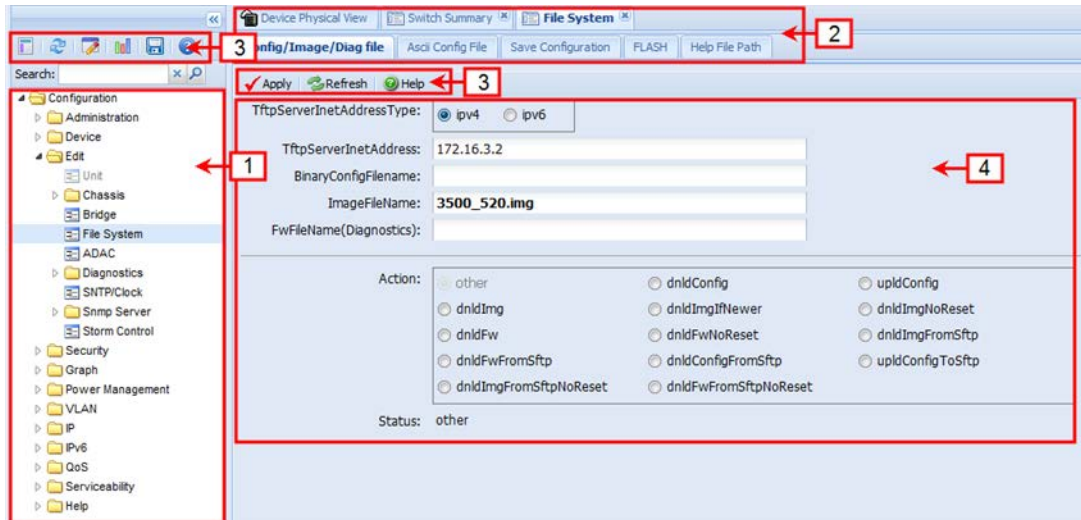 Device Physical View
Switch Summary
File System
2
3
onfig/Image/Diag file
Ascii Config File
Save Configuration
FLASH
Help File Path
Search:
Apply
Refresh
Help
3
Configuration
Administration
Device
Edit
Unit
Chassis
Bridge
File System
ADAC
Diagnostics
SNTP/Clock
Snmp Server
Storm Control
Security
Graph
Power Management
VLAN
IP
IPv6
QoS
Serviceability
Help
1
TftpServerInetAddressType:
ipv4
ipv6
TftpServerInetAddress:
172.16.3.2
BinaryConfigFilename:
ImageFileName:
3500_520.img
FwFileName(Diagnostics):
4
Action:
other
dnldConfig
upldConfig
dnldImg
dnldImgIfNewer
dnldImgNoReset
dnldFw
dnldFwNoReset
dnldImgFromSftp
dnldFwFromSftp
dnldConfigFromSftp
upldConfigToSftp
dnldImgFromSftpNoReset
dnldFwFromSftpNoReset
Status:
other